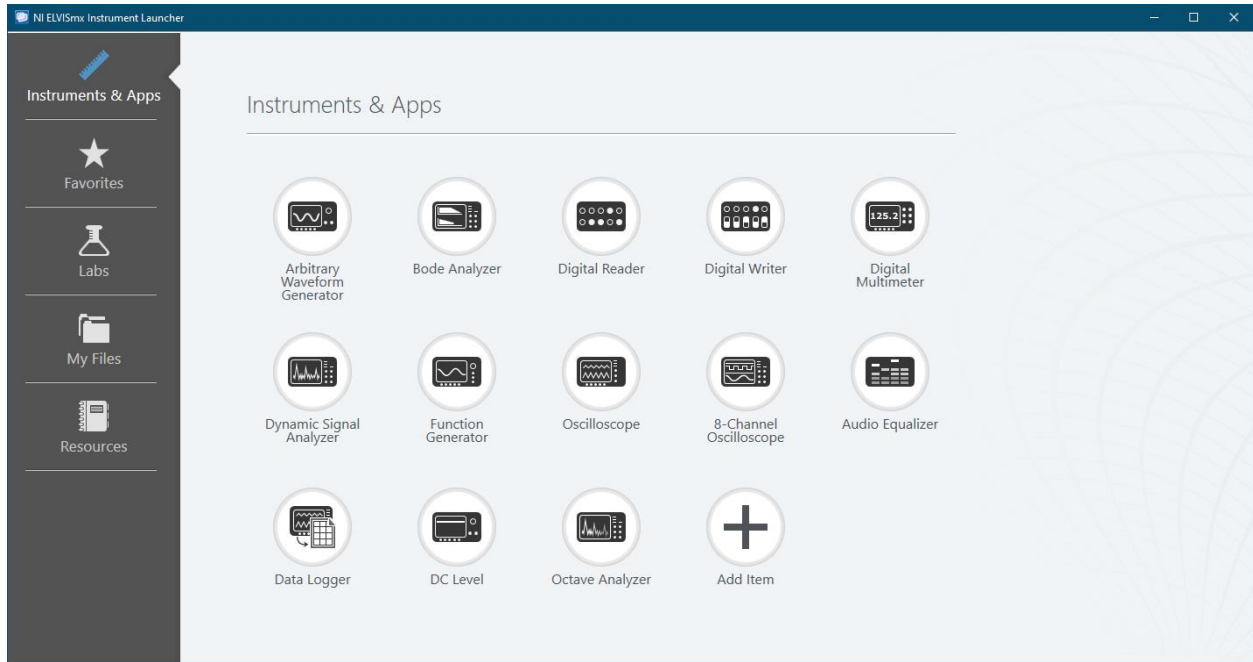 NI ELVISmx Instrument Launcher
Instruments & Apps
Favorites
Labs
My Files
Resources
Instruments & Apps
Arbitrary
Waveform
Generator
Bode Analyzer
Digital Reader
Digital Writer
125.2
Digital
Multimeter
Dynamic Signal
Analyzer
Function
Generator
Oscilloscope
8-Channel
Oscilloscope
Audio Equalizer
Data Logger
DC Level
Octave Analyzer
Add Item